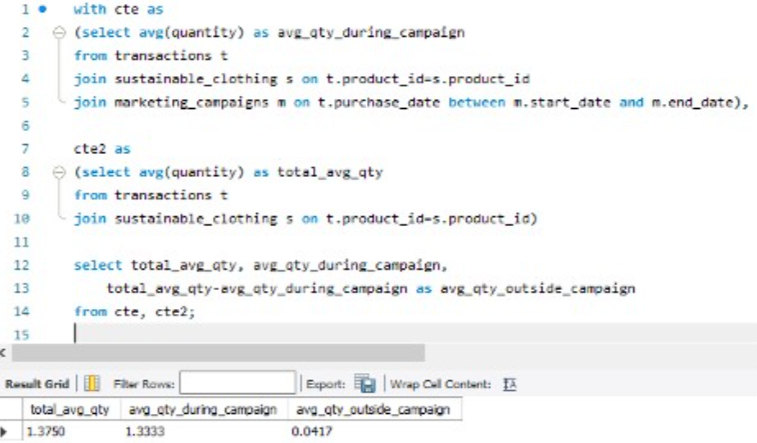 1 with cte as
2 (select avg(quantity) as avg_qty_during_campaign
3 from transactions t
4 join sustainable_clothing s on t.product_id=s.product_id
5 join marketing_campaigns m on t.purchase_date between m.start_date and m.end_date),
6
7 cte2 as
8 (select avg(quantity) as total_avg_qty
9 from transactions t
10 join sustainable_clothing s on t.product_id=s.product_id)
11
12 select total_avg_qty, avg_qty_during_campaign,
13 total_avg_qty-avg_qty_during_campaign as avg_qty_outside_campaign
14 from cte, cte2;
15
Result Grid Filter Rows: Export: Wrap Cell Content: IA
total_avg_qty avg_qty_during_campaign avg_qty_outside_campaign
1.3750 1.3333 0.0417